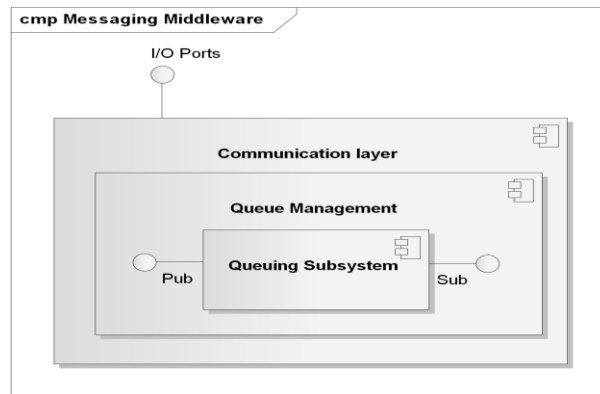 cmp Messaging Middleware
I/O Ports
Communication layer
Queue Management
Queuing Subsystem
Pub
Sub